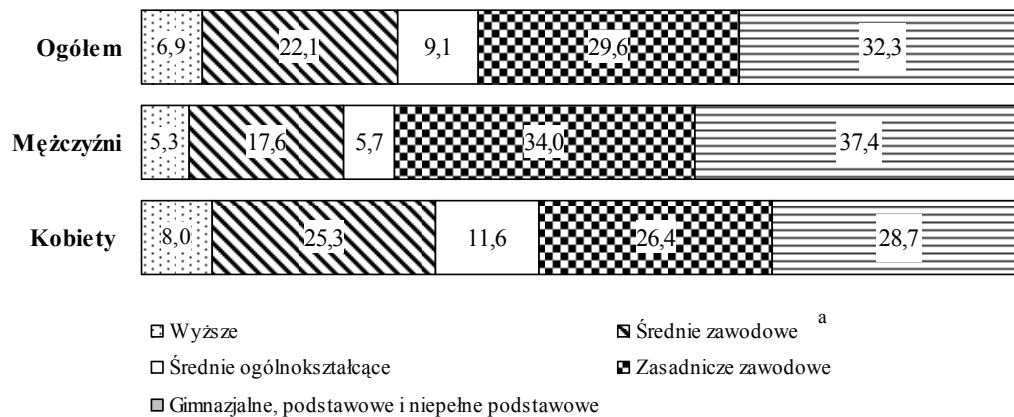 Ogółem 6,9 22,1 9,1 29,6 32,3
Mężczyźni 5,3 17,6 5,7 34,0 37,4
Kobiety 8,0 25,3 11,6 26,4 28,7
Wyższe Średnie zawodowe a
Średnie ogólnokształcące Zasadnicze zawodowe
Gimnazjalne, podstawowe i niepełne podstawowe